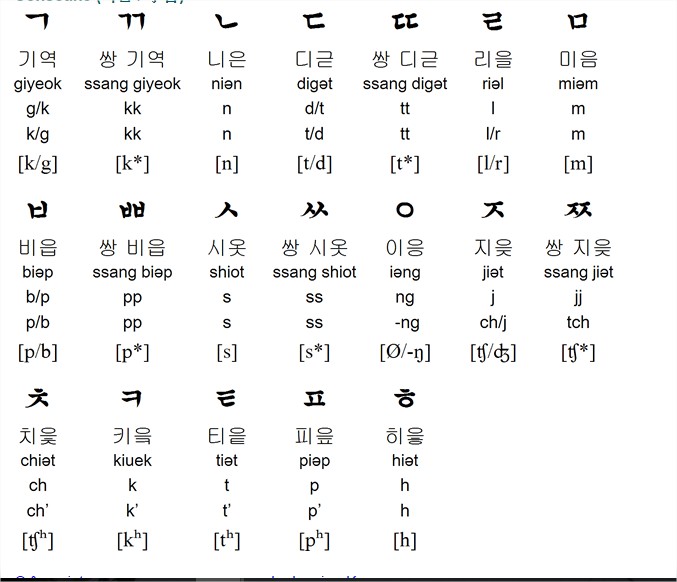 ㄱ ㄲ ㄴ ㄷ ㄸ ㄹ ㅁ
기역 쌍 기역 니은 디귿 쌍 디귿 리을 미음
giyeok ssang giyeok niən digət ssang digət riəl miəm
g/k kk n d/t tt l m
k/g kk n t/d tt l/r m
[k/g] [k*] [n] [t/d] [t*] [l/r] [m]
ㅂ ㅃ ㅅ ㅆ ㅇ ㅈ ㅉ
비읍 쌍 비읍 시옷 쌍 시옷 이응 지읒 쌍 지읒
biəp ssang biəp shiot ssang shiot iəng jiət ssang jiət
b/p pp s ss ng j jj
p/b pp s ss -ng ch/j tch
[p/b] [p*] [s] [s*] [Ø/-ŋ] [ʧ/ʤ] [ʧ*]
ㅊ ㅋ ㅌ ㅍ ㅎ
치읓 키읔 티읕 피읖 히읗
chiət kiuek tiət piəp hiət
ch k t p h
ch' k' t' p' h
[ʧʰ] [kʰ] [tʰ] [pʰ] [h]